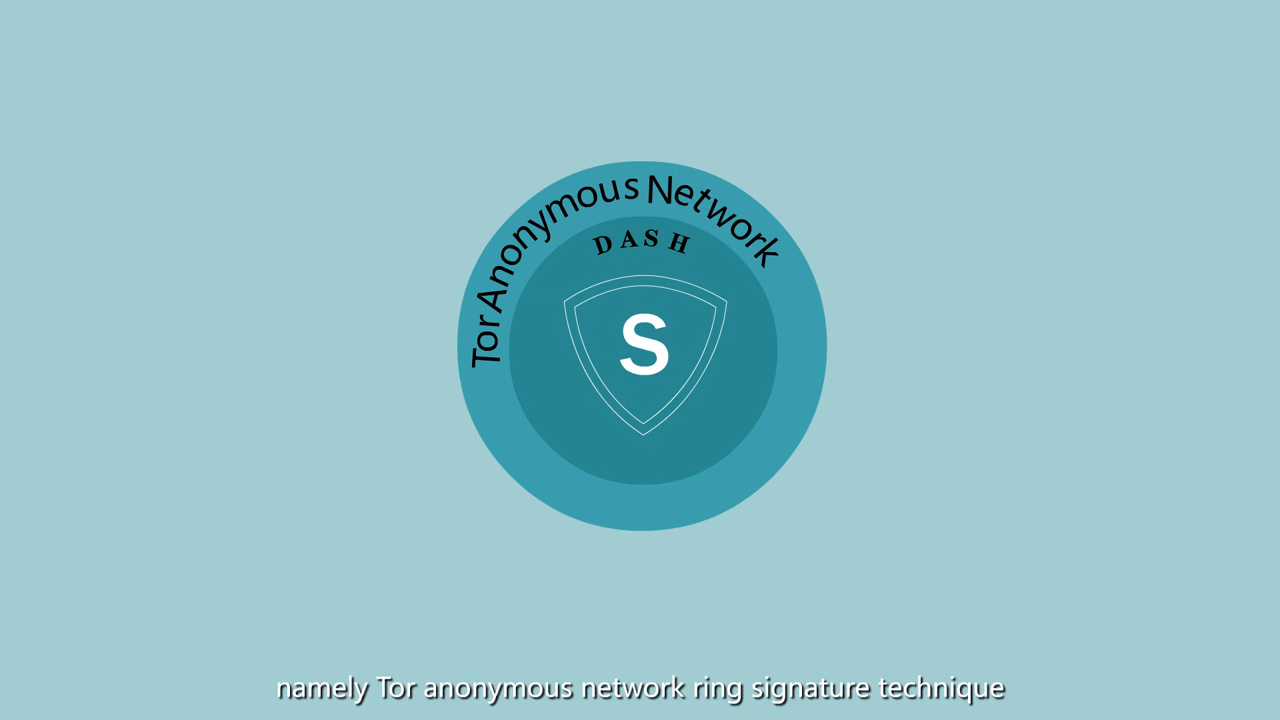 Tor Anonymous Network
DASH
S
namely Tor anonymous network ring signature technique